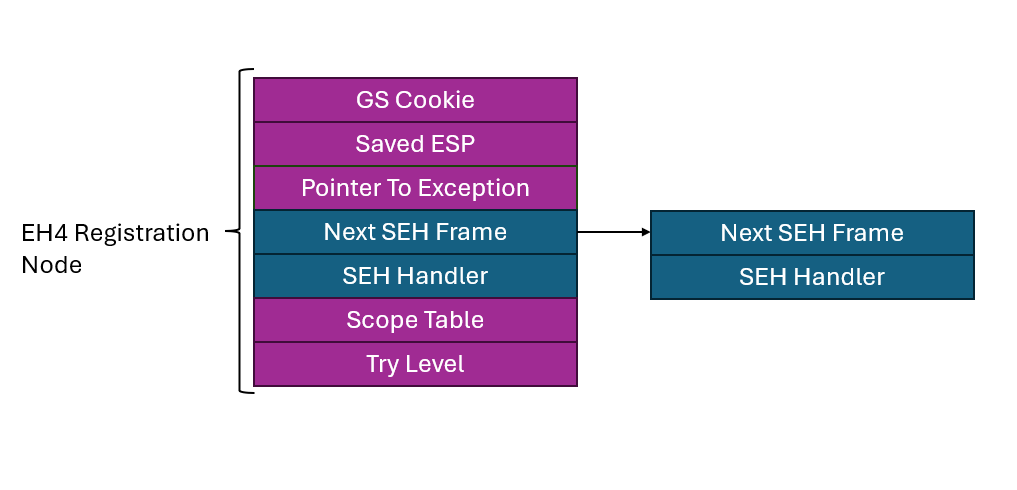 EH4 Registration
Node
GS Cookie
Saved ESP
Pointer To Exception
Next SEH Frame
SEH Handler
Scope Table
Try Level
Next SEH Frame
SEH Handler